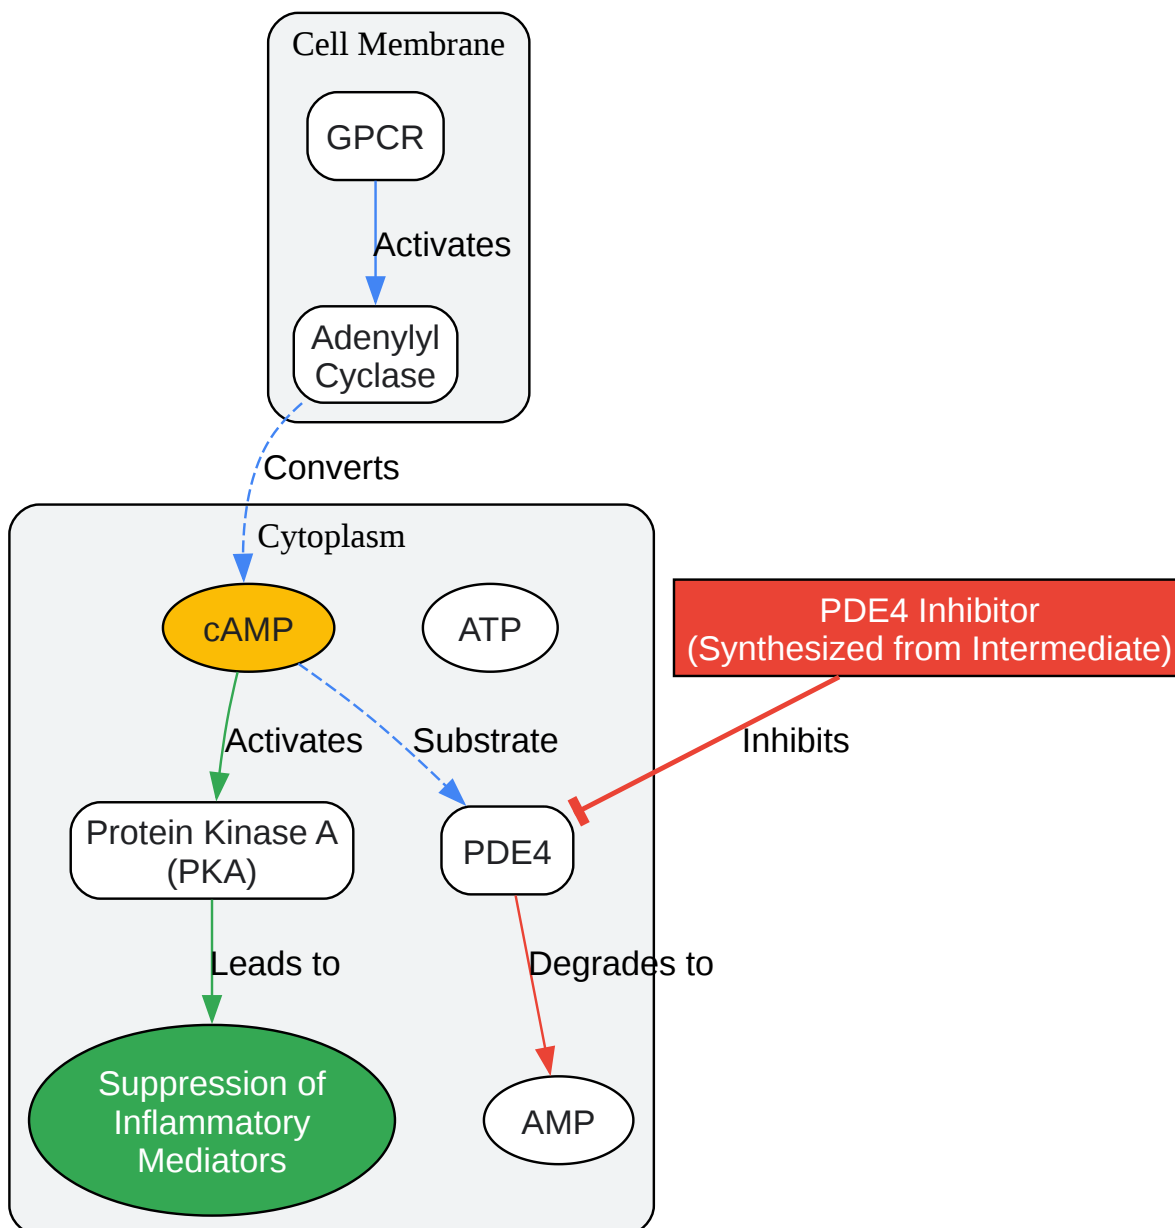 Cell Membrane
GPCR
Activates
Adenylyl
Cyclase
Converts
Cytoplasm
cAMP
ATP
PDE4 Inhibitor
(Synthesized from Intermediate)
Activates
Substrate
Inhibits
Protein Kinase A
(PKA)
PDE4
Leads to
Degrades to
Suppression of
Inflammatory
Mediators
AMP